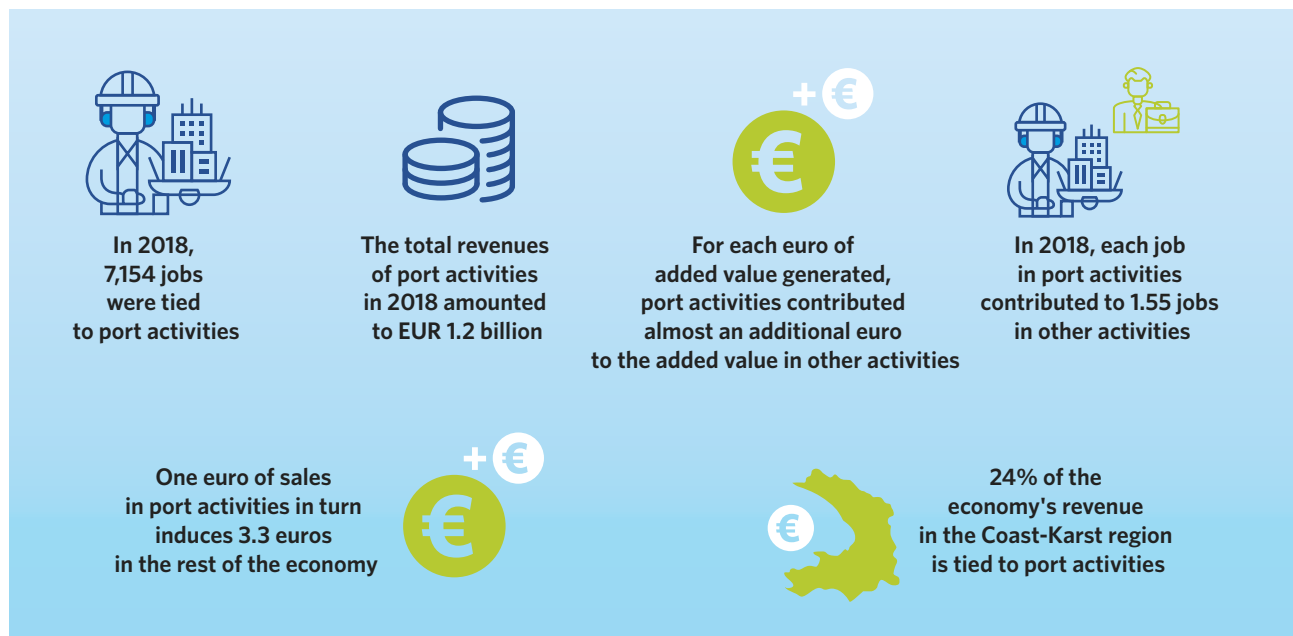 In 2018,
7,154 jobs
were tied
to port activities
The total revenues
of port activities
in 2018 amounted
to EUR 1.2 billion
+ €
€
For each euro of
added value generated,
port activities contributed
almost an additional euro
to the added value in other activities
In 2018, each job
in port activities
contributed to 1.55 jobs
in other activities
One euro of sales
in port activities in turn
induces 3.3 euros
in the rest of the economy
+ €
€
€
24% of the
economy's revenue
in the Coast-Karst region
is tied to port activities